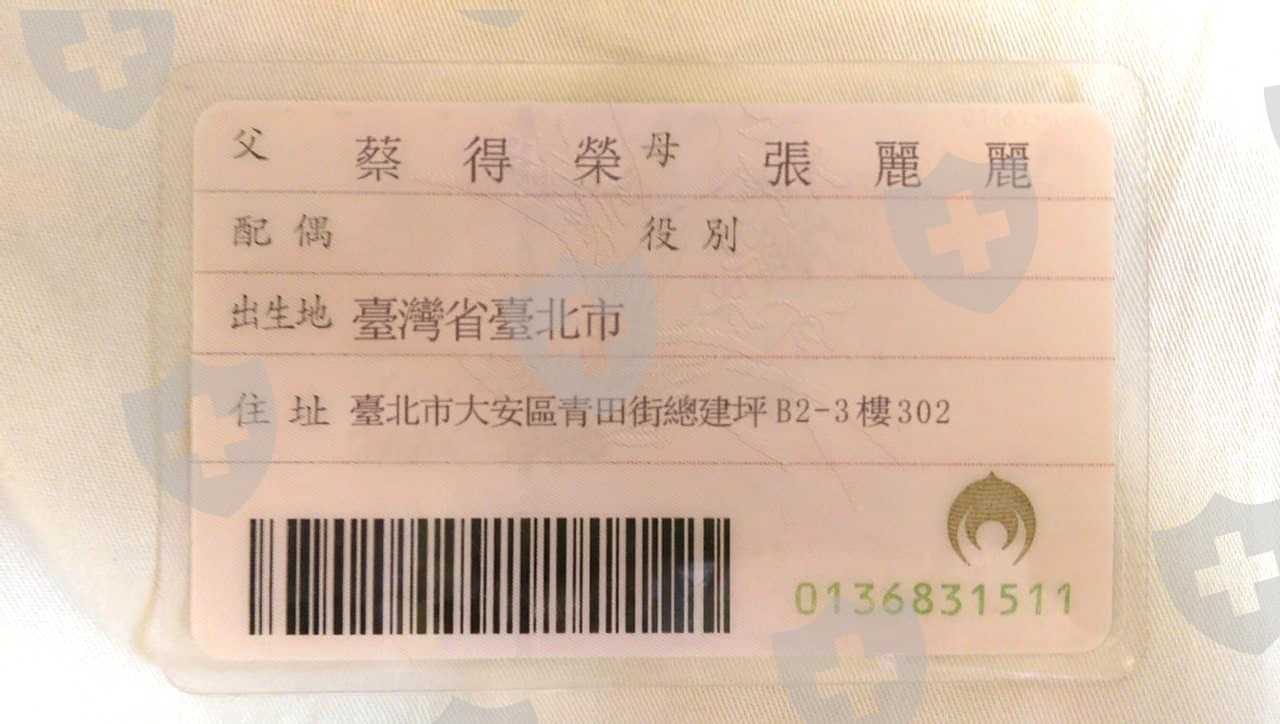 父 蔡得榮 母 張麗麗
配偶 役別
出生地 臺灣省臺北市
住址 臺北市大安區青田街總建坪B2-3樓302
0136831511